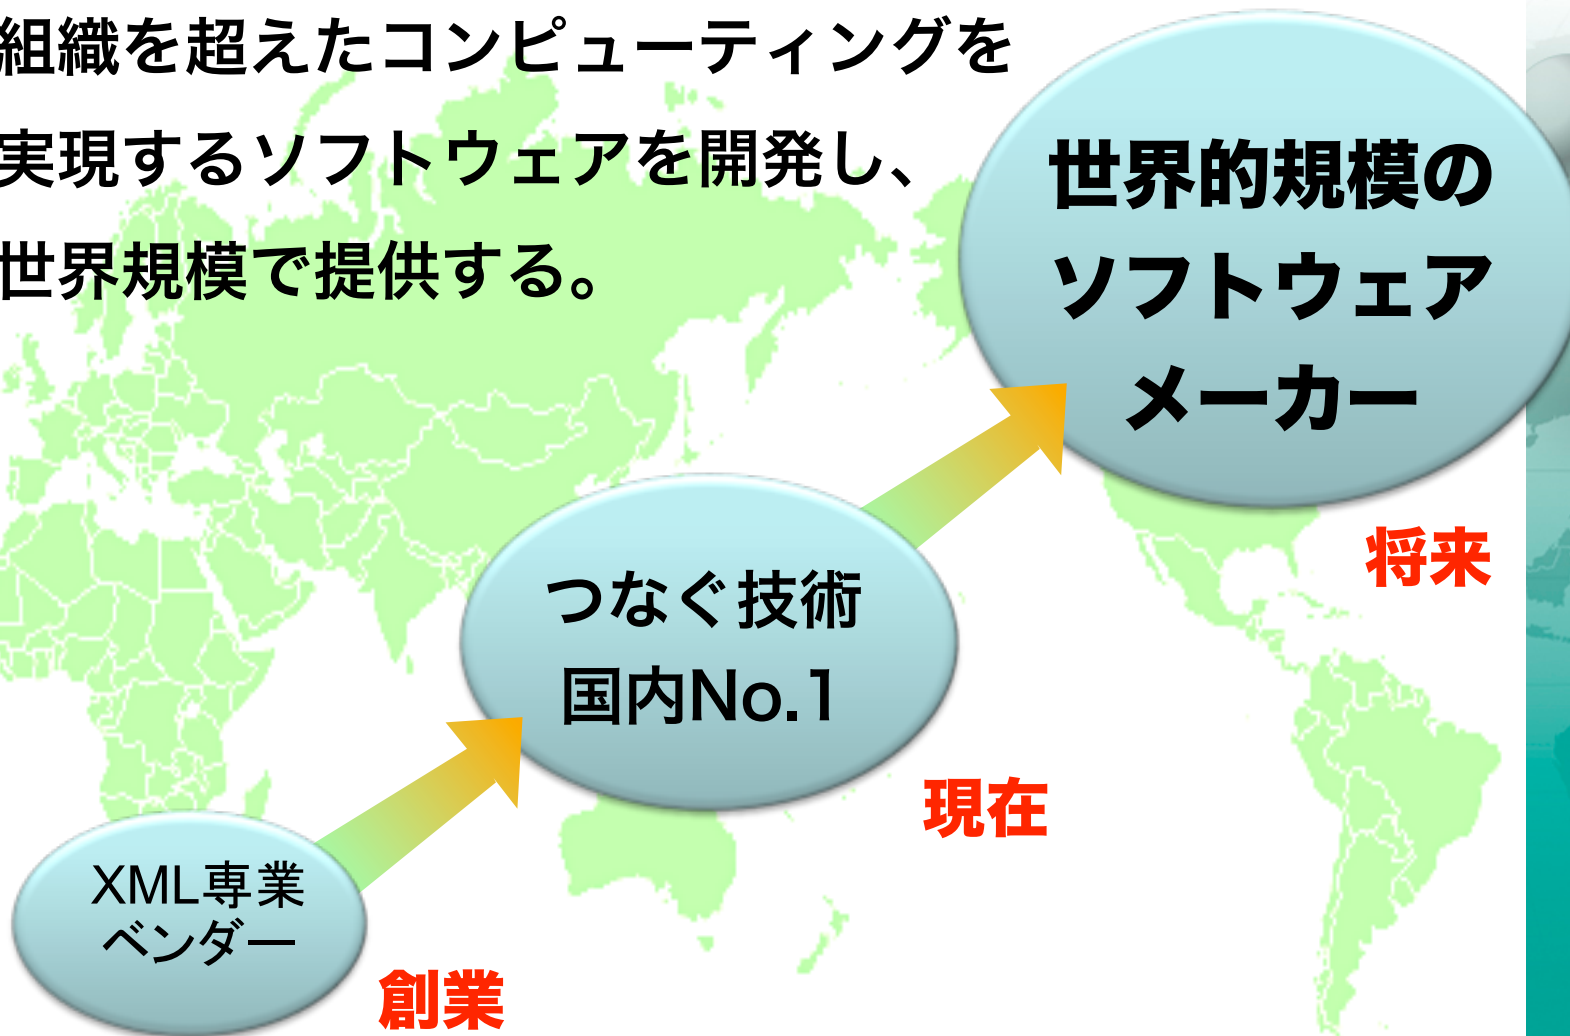 組織を超えたコンピューティングを
実現するソフトウェアを開発し、
世界規模で提供する。
世界的規模の
ソフトウェア
メーカー
将来
つなぐ技術
国内No.1
現在
XML専業
ベンダー
創業